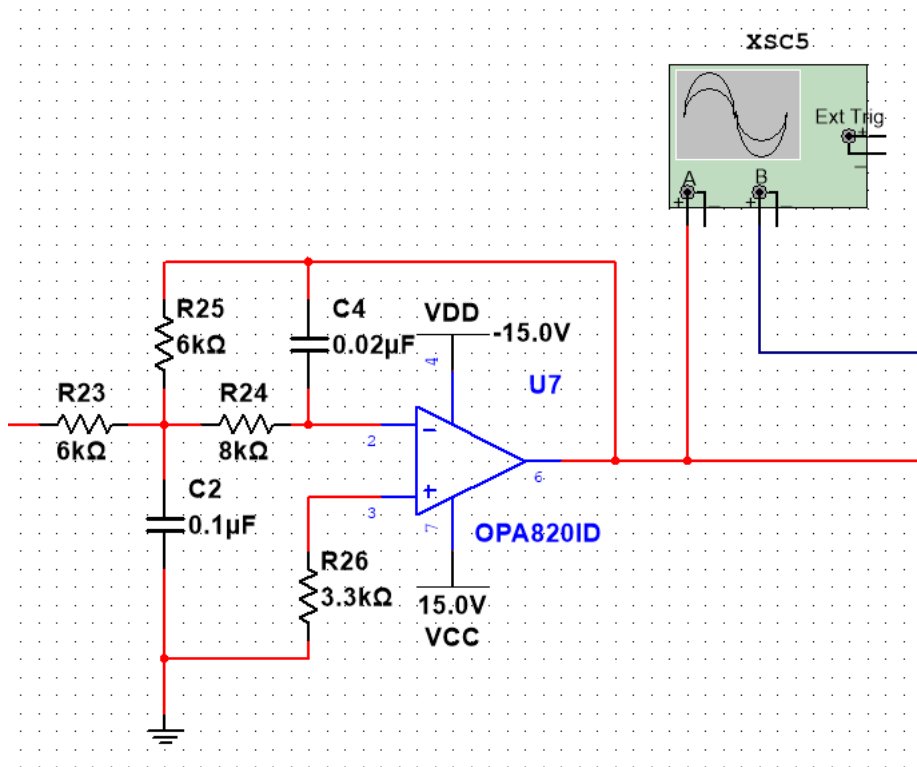 XSC5
Ext Trig
+
−
A
B
+
−
+
−
R25
6kΩ
C4
0.02µF
VDD
-15.0V
4
U7
R23
6kΩ
R24
8kΩ
2
−
6
C2
0.1µF
+
3
7
OPA820ID
R26
3.3kΩ
15.0V
VCC